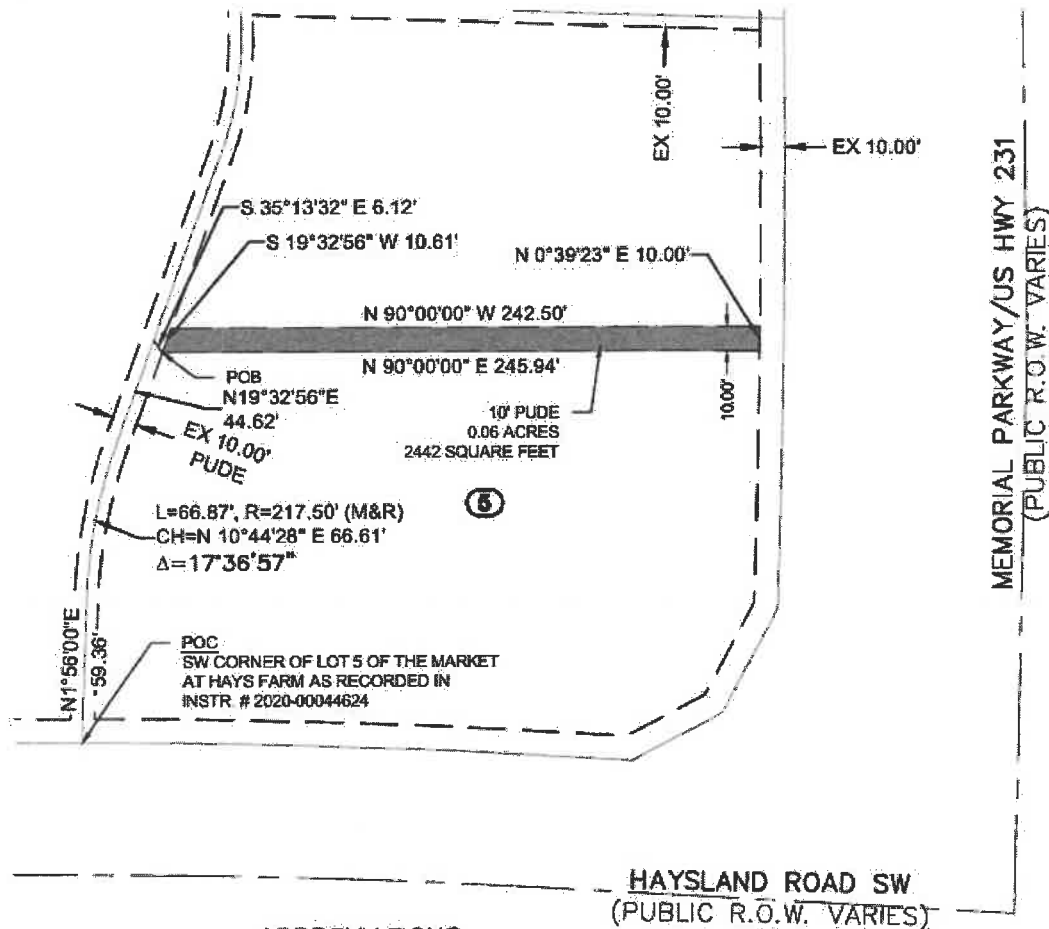 EX 10.00'
EX 10.00'
MEMORIAL PARKWAY/US HWY 231
(PUBLIC R.O.W. VARIES)
S 35°13'32" E 6.12'
S 19°32'56" W 10.61'
N 0°39'23" E 10.00'
N 90°00'00" W 242.50'
N 90°00'00" E 245.94'
10.00'
POB
N19°32'56"E
44.62'
EX 10.00'
PUDE
10' PUDE
0.06 ACRES
2442 SQUARE FEET
5
L=66.87', R=217.50' (M&R)
CH=N 10°44'28" E 66.61'
Δ=17°36'57"
N1°56'00"E
59.36'
POC
SW CORNER OF LOT 5 OF THE MARKET
AT HAYS FARM AS RECORDED IN
INSTR. # 2020-00044624
HAYSLAND ROAD SW
(PUBLIC R.O.W. VARIES)